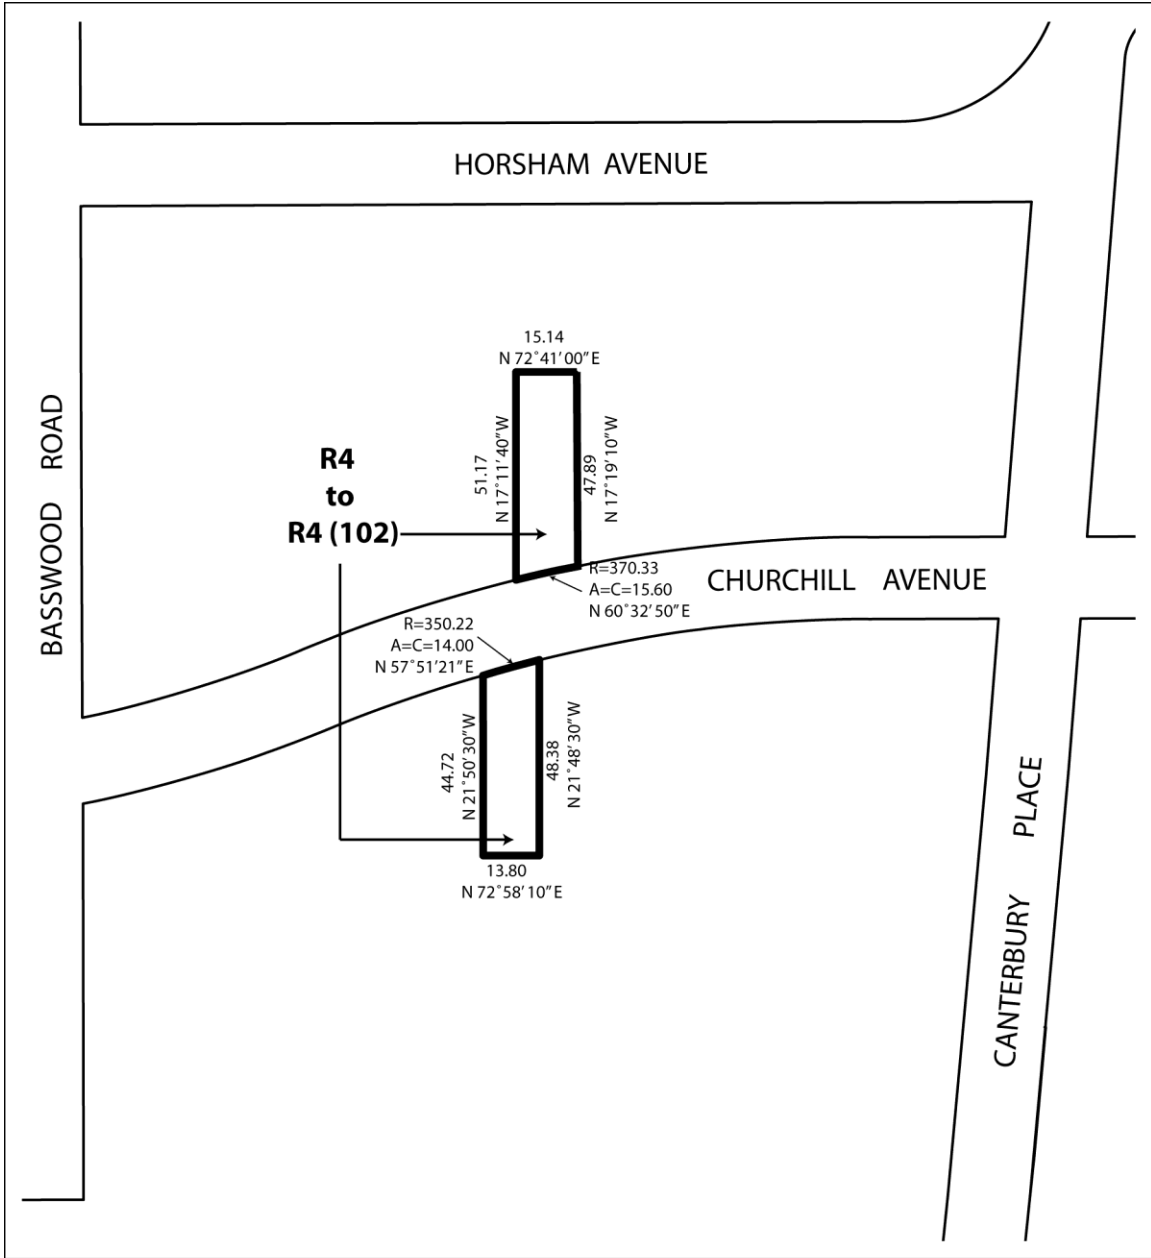 HORSHAM AVENUE
15.14
N 72°41'00"E
BASSWOOD ROAD
51.17
N 17°11'40"W
47.89
N 17°19'10"W
R4
to
R4 (102)
R=370.33
A=C=15.60
N 60°32'50"E
CHURCHILL AVENUE
R=350.22
A=C=14.00
N 57°51'21"E
44.72
N 21°50'30"W
48.38
N 21°48'30"W
13.80
N 72°58'10"E
CANTERBURY PLACE